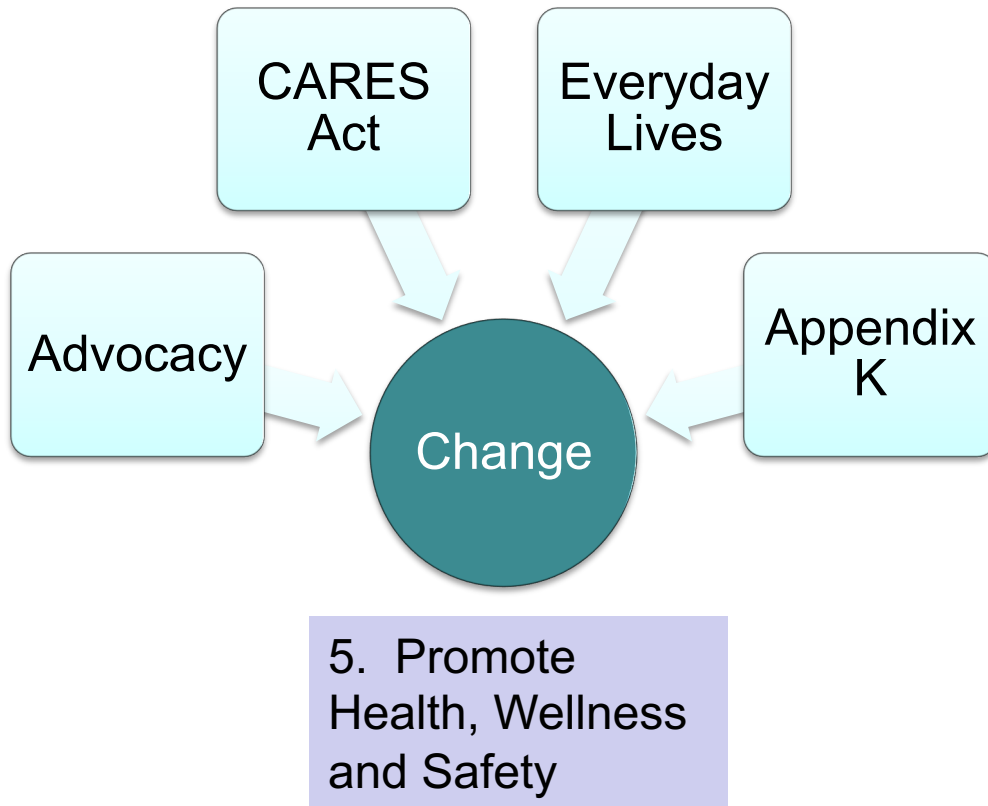 CARES
Act
Everyday
Lives
Advocacy
Appendix
K
Change
5. Promote
Health, Wellness
and Safety